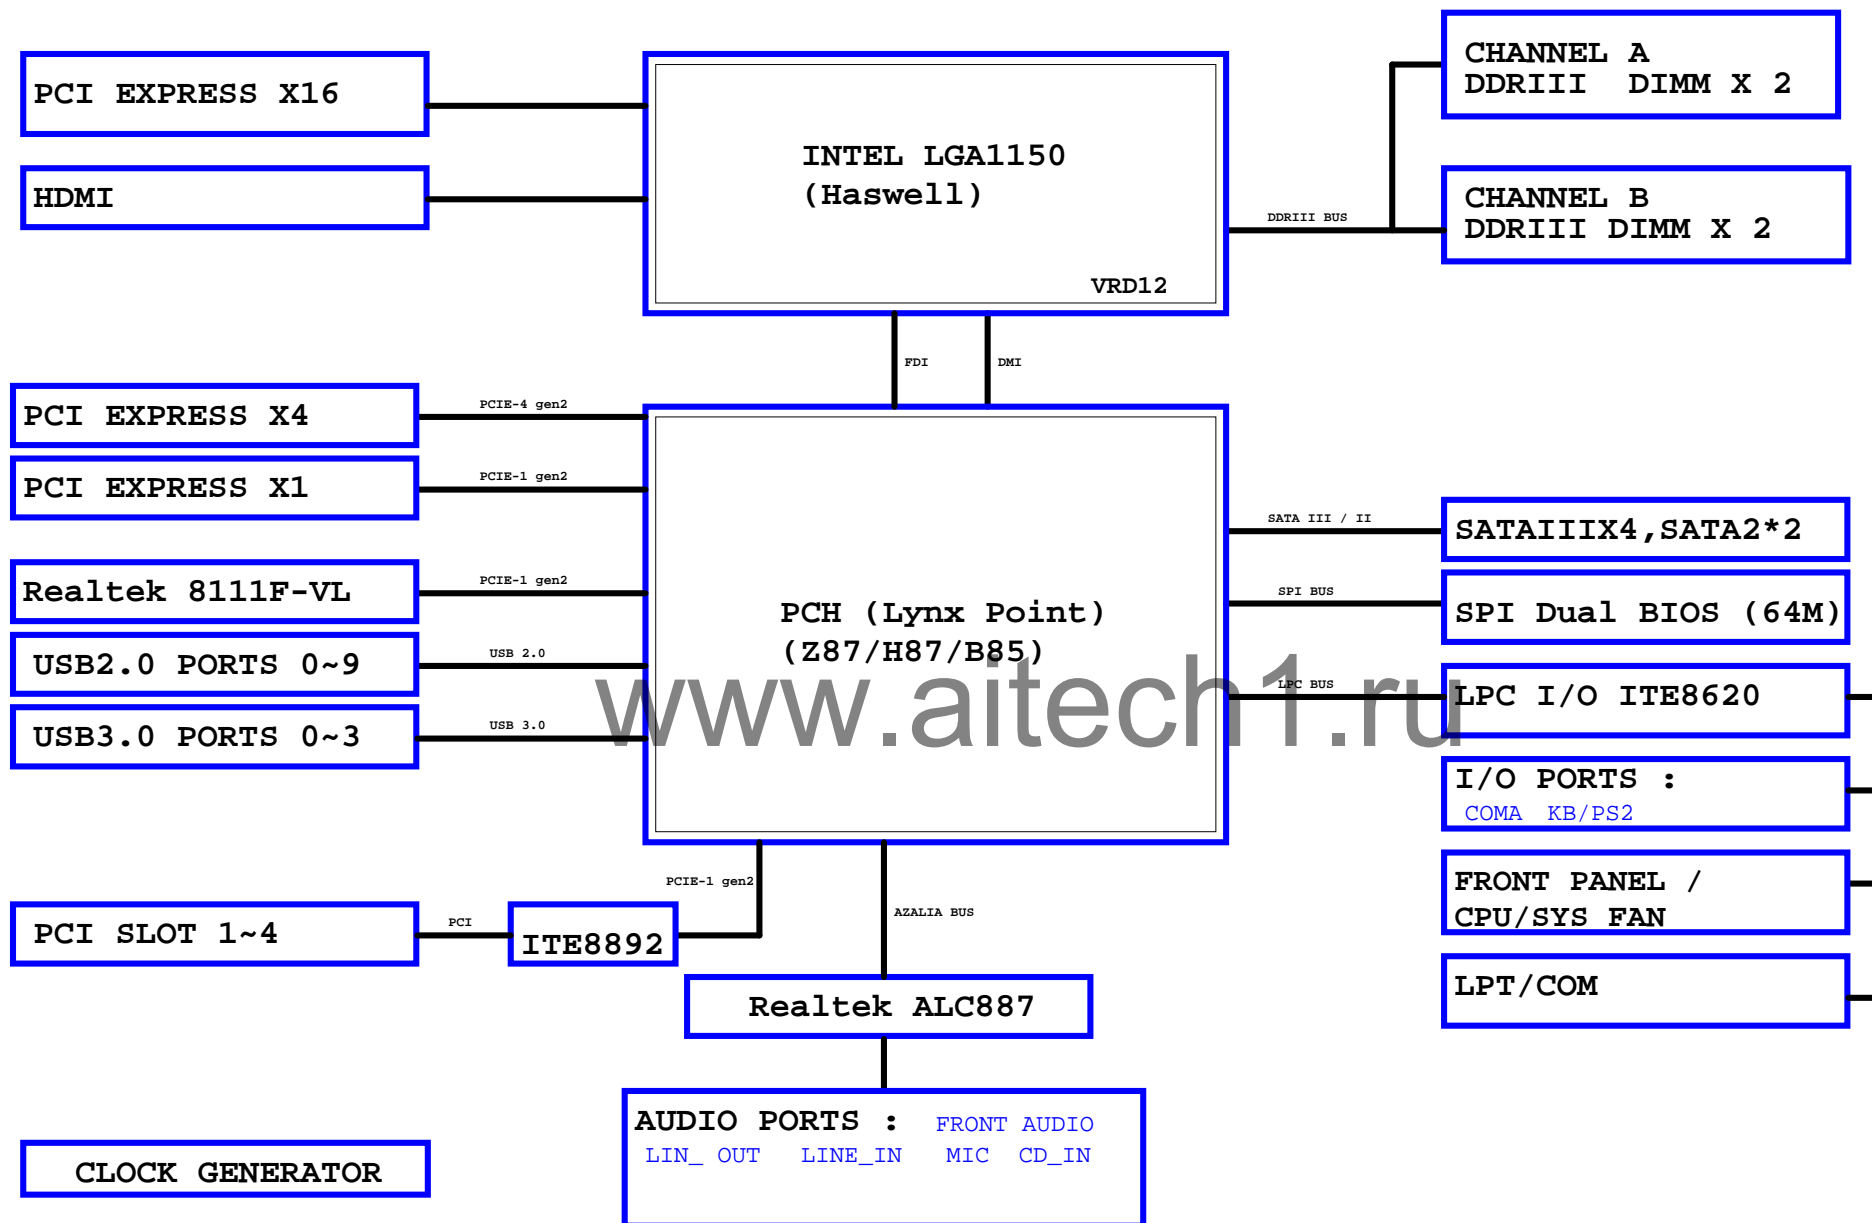 PCI EXPRESS X16
HDMI
INTEL LGA1150
(Haswell)
VRD12
DDRIII BUS
CHANNEL A
DDRIII DIMM X 2
CHANNEL B
DDRIII DIMM X 2
FDI
DMI
PCI EXPRESS X4
PCIE-4 gen2
PCI EXPRESS X1
PCIE-1 gen2
Realtek 8111F-VL
PCIE-1 gen2
USB2.0 PORTS 0~9
USB 2.0
USB3.0 PORTS 0~3
USB 3.0
PCH (Lynx Point)
(Z87/H87/B85)
www.aitech1.ru
SATA III / II
SATAIIIX4,SATA2*2
SPI BUS
SPI Dual BIOS (64M)
LPC BUS
LPC I/O ITE8620
I/O PORTS :
COMA KB/PS2
FRONT PANEL /
CPU/SYS FAN
LPT/COM
PCI SLOT 1~4
PCI
ITE8892
PCIE-1 gen2
AZALIA BUS
Realtek ALC887
AUDIO PORTS : FRONT AUDIO
LIN_ OUT LINE_IN MIC CD_IN
CLOCK GENERATOR